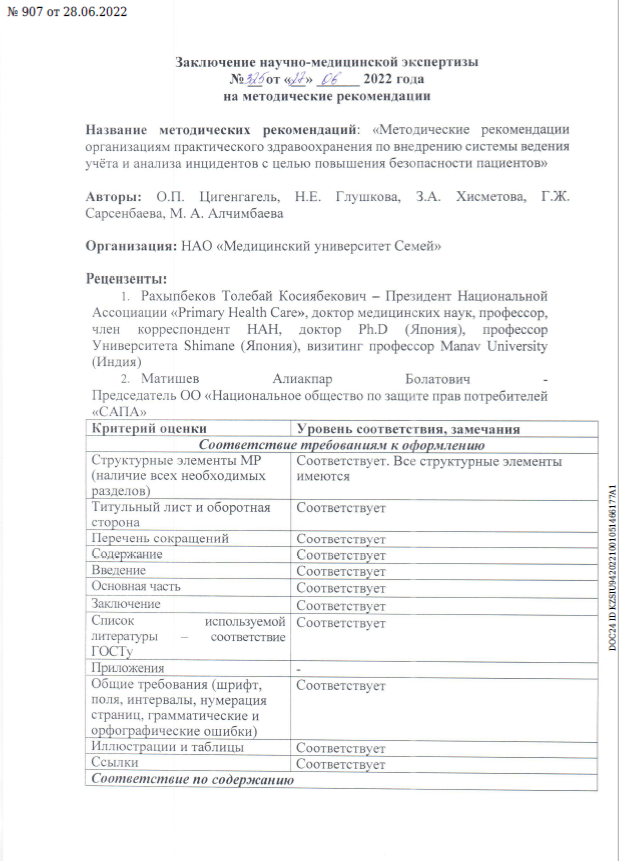 № 907 от 28.06.2022
Заключение научно-медицинской экспертизы
№325 от «27» 06 2022 года
на методические рекомендации
Название методических рекомендаций: «Методические рекомендации
организациям практического здравоохранения по внедрению системы ведения
учёта и анализа инцидентов с целью повышения безопасности пациентов»
Авторы: О.П. Цигенгагель, Н.Е. Глушкова, З.А. Хисметова, Г.Ж.
Сарсенбаева, М. А. Алчимбаева
Организация: НАО «Медицинский университет Семей»
Рецензенты:
1. Рахыпбеков Толебай Косиябекович – Президент Национальной
Ассоциации «Primary Health Care», доктор медицинских наук, профессор,
член корреспондент НАН, доктор Ph.D (Япония), профессор
Университета Shimane (Япония), визитинг профессор Manav University
(Индия)
2. Матишев Алиакпар Болатович -
Председатель ОО «Национальное общество по защите прав потребителей
«САПА»
Критерий оценки Уровень соответствия, замечания
Соответствие требованиям к оформлению
Структурные элементы МР Соответствует. Все структурные элементы
(наличие всех необходимых имеются
разделов)
Титульный лист и оборотная Соответствует
сторона
Перечень сокращений Соответствует
Содержание Соответствует
Введение Соответствует
Основная часть Соответствует
Заключение Соответствует
Список используемой Соответствует
литературы – соответствие
ГОСТу
Приложения -
Общие требования (шрифт, Соответствует
поля, интервалы, нумерация
страниц, грамматические и
орфографические ошибки)
Иллюстрации и таблицы Соответствует
Ссылки Соответствует
Соответствие по содержанию
DOC24 ID KZSIU9420221001051466177A1